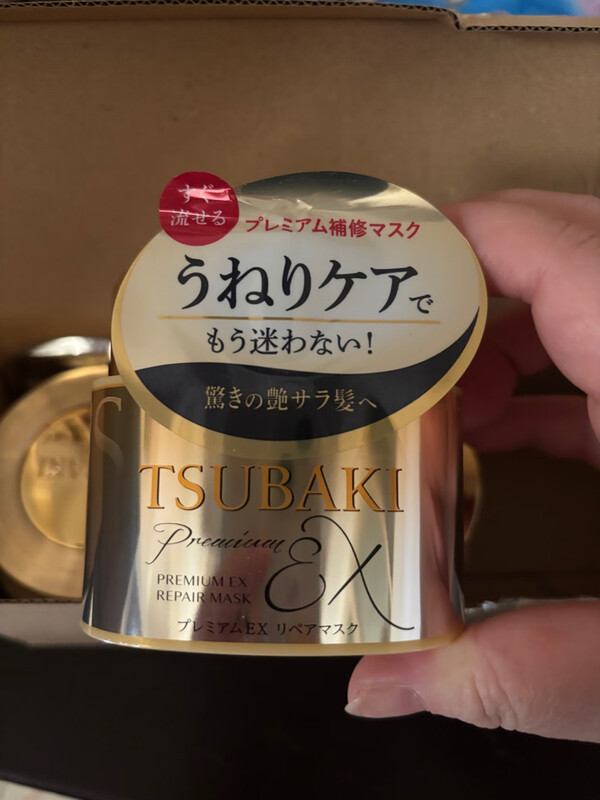 すぐ
流せる
プレミアム補修マスク
うねりケアで
もう迷わない!
驚きの艶サラ髪へ
TSUBAKI
Premium EX
PREMIUM EX
REPAIR MASK
プレミアムEX リペアマスク